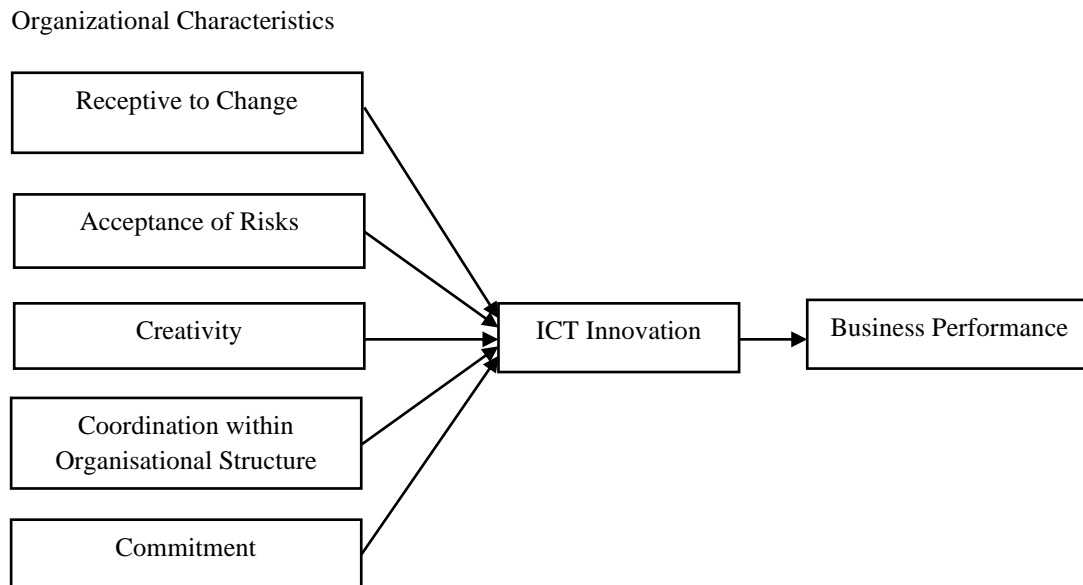 Organizational Characteristics
Receptive to Change
Acceptance of Risks
Creativity
ICT Innovation
Business Performance
Coordination within
Organisational Structure
Commitment